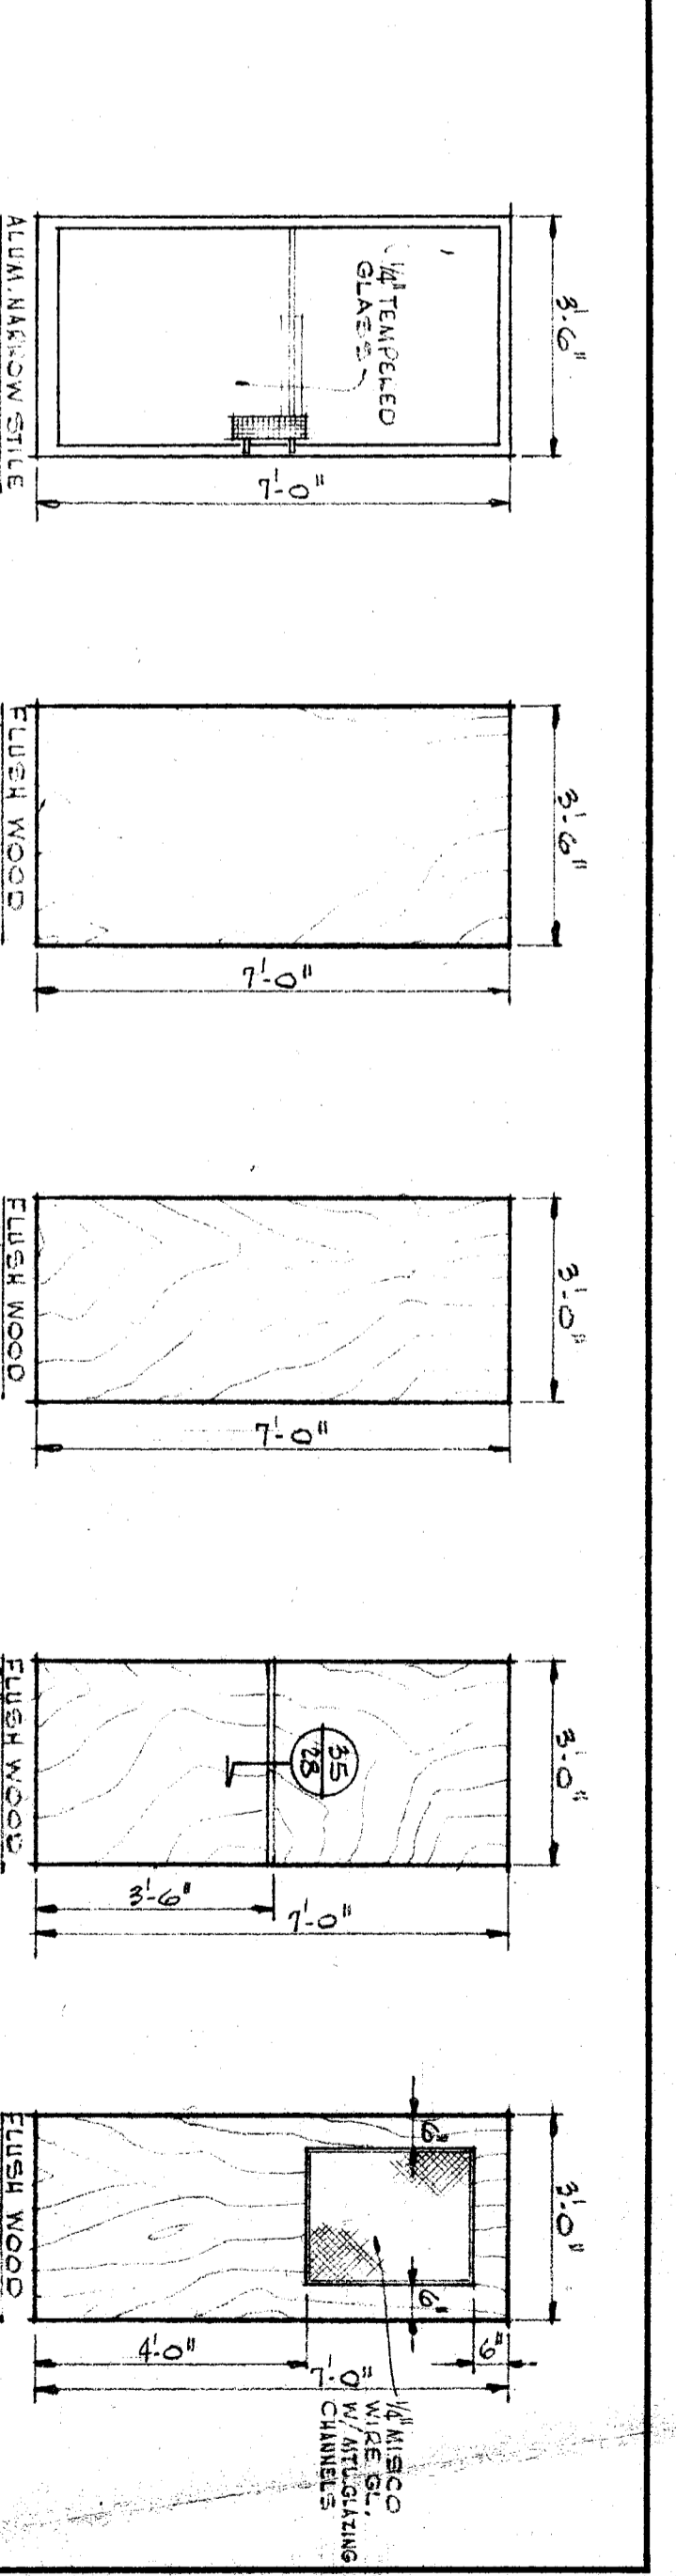 3'-6"
1/4" TEMPERED
GLASS
7'-0"
ALUM. NARROW STILE
3'-6"
7'-0"
FLUSH WOOD
3'-0"
7'-0"
FLUSH WOOD
3'-0"
35
28
3'-6"
7'-0"
FLUSH WOOD
3'-0"
6"
6"
6"
4'-0"
7'-0"
1/4" MISCO
WIRE GL.
W/ MTL. GLAZING
CHANNELS
FLUSH WOOD